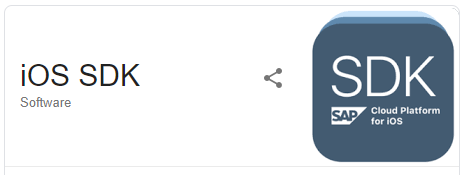 iOS SDK
Software
SDK
SAP
Cloud Platform
for iOS